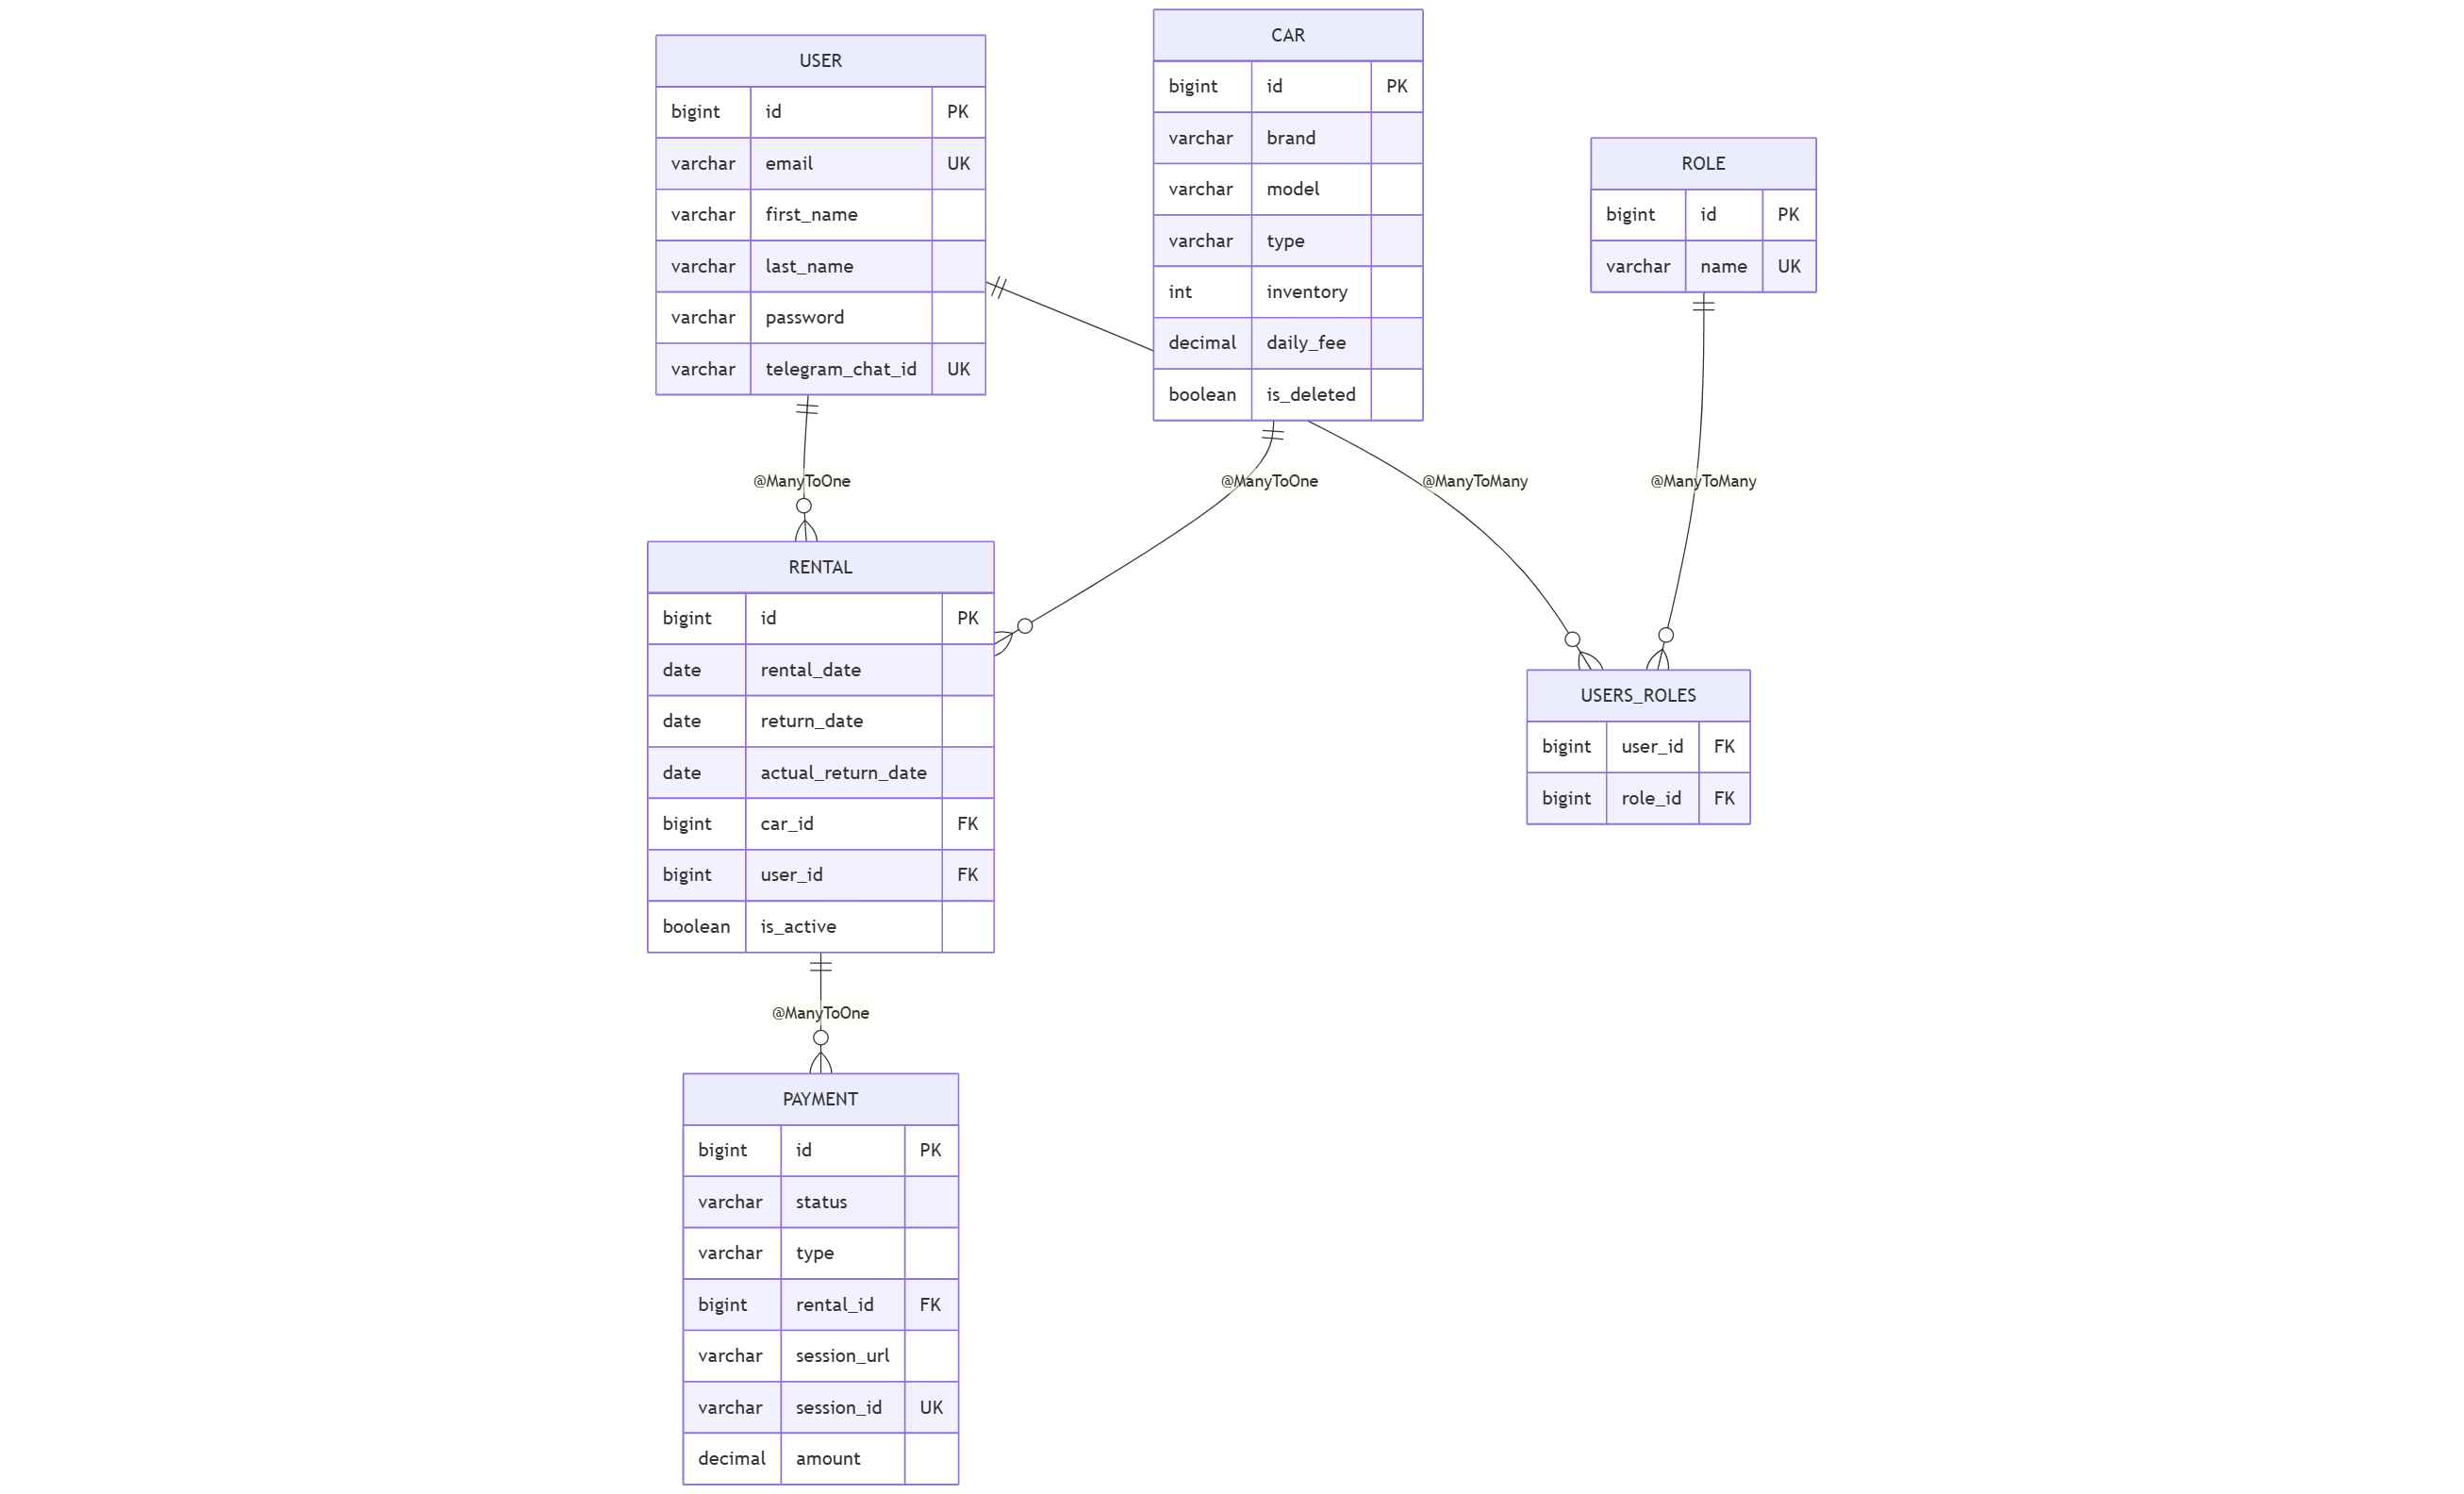 USER
bigint id PK
varchar email UK
varchar first_name
varchar last_name
varchar password
varchar telegram_chat_id UK
CAR
bigint id PK
varchar brand
varchar model
varchar type
int inventory
decimal daily_fee
boolean is_deleted
ROLE
bigint id PK
varchar name UK
@ManyToOne
@ManyToOne
@ManyToMany
@ManyToMany
RENTAL
bigint id PK
date rental_date
date return_date
date actual_return_date
bigint car_id FK
bigint user_id FK
boolean is_active
USERS_ROLES
bigint user_id FK
bigint role_id FK
@ManyToOne
PAYMENT
bigint id PK
varchar status
varchar type
bigint rental_id FK
varchar session_url
varchar session_id UK
decimal amount